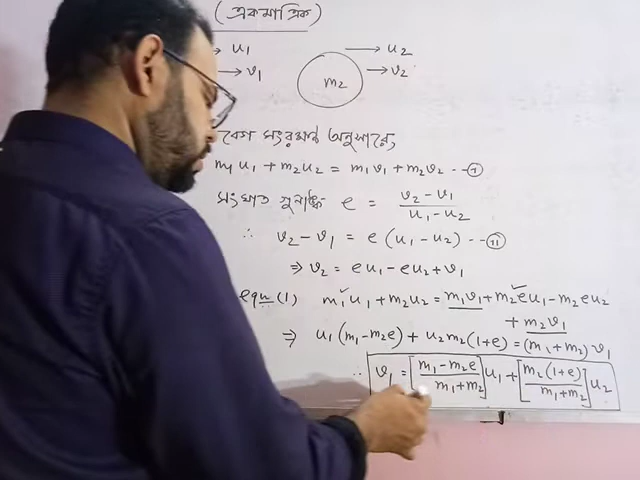 (একমাত্রিক)
→ u₁ → u₂
→ v₁ m₂ → v₂
বেগ সংরক্ষণ অনুসারে,
m₁u₁ + m₂u₂ = m₁v₁ + m₂v₂ --- (I)
সংঘাত গুনাঙ্ক e = (v₂ - v₁)/(u₁ - u₂)
∴ v₂ - v₁ = e (u₁ - u₂) --- (II)
⇒ v₂ = eu₁ - eu₂ + v₁
eqn (1) m₁u₁ + m₂u₂ = m₁v₁ + m₂eu₁ - m₂eu₂
+ m₂v₁
⇒ u₁(m₁ - m₂e) + u₂m₂(1+e) = (m₁ + m₂)v₁
∴ v₁ = [(m₁ - m₂e)/(m₁ + m₂)]u₁ + [m₂(1+e)/(m₁ + m₂)]u₂